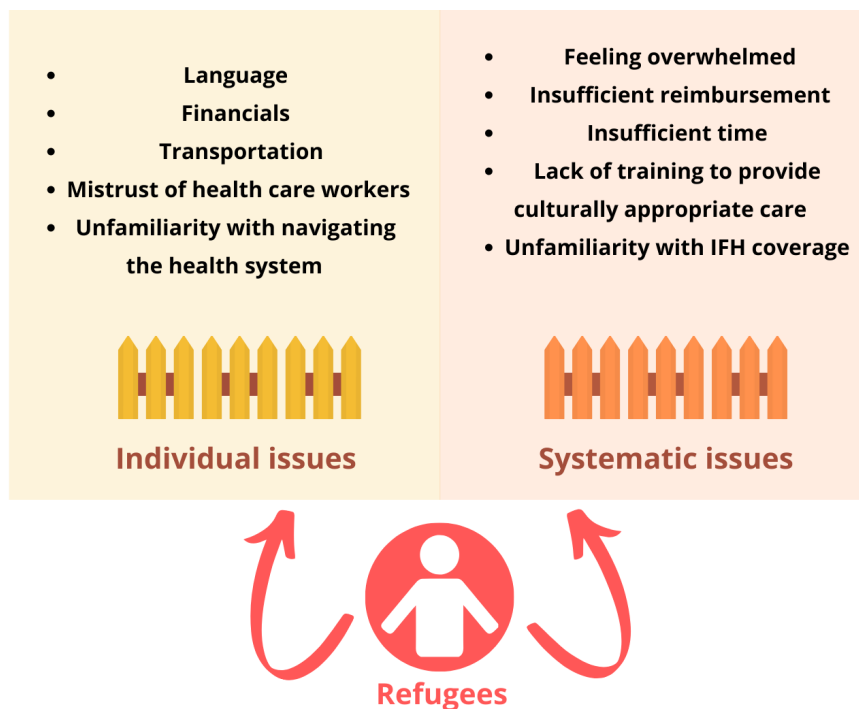 Language
Financials
Transportation
Mistrust of health care workers
Unfamiliarity with navigating
the health system
Individual issues
Feeling overwhelmed
Insufficient reimbursement
Insufficient time
Lack of training to provide
culturally appropriate care
Unfamiliarity with IFH coverage
Systematic issues
Refugees